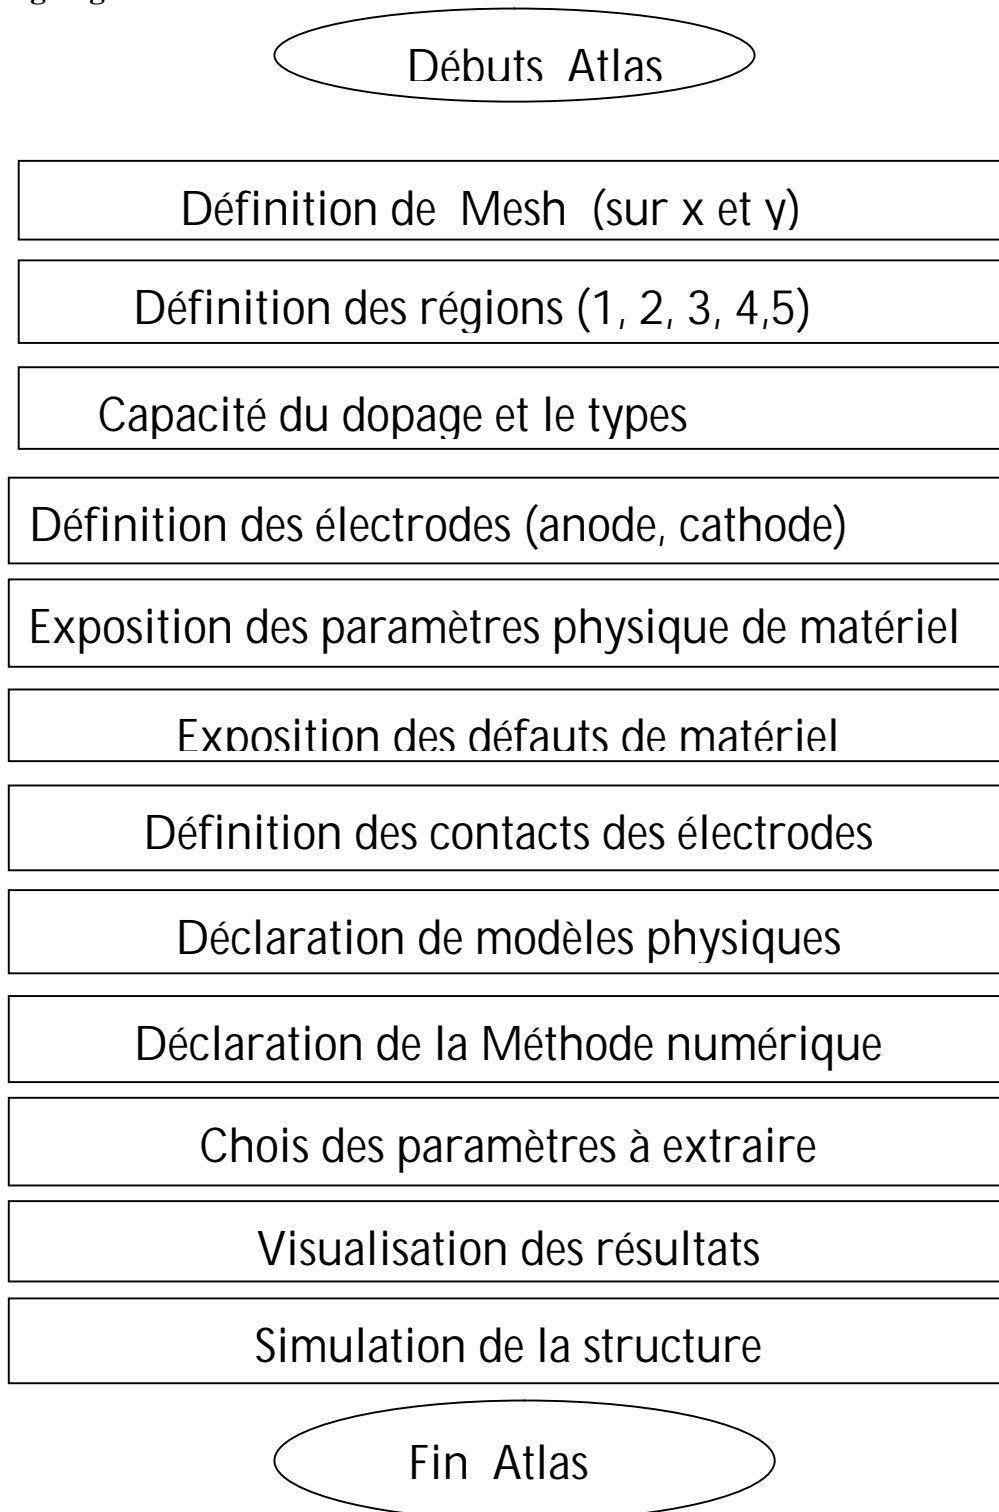 Débuts Atlas
Définition de Mesh (sur x et y)
Définition des régions (1, 2, 3, 4,5)
Capacité du dopage et le types
Définition des électrodes (anode, cathode)
Exposition des paramètres physique de matériel
Exposition des défauts de matériel
Définition des contacts des électrodes
Déclaration de modèles physiques
Déclaration de la Méthode numérique
Chois des paramètres à extraire
Visualisation des résultats
Simulation de la structure
Fin Atlas